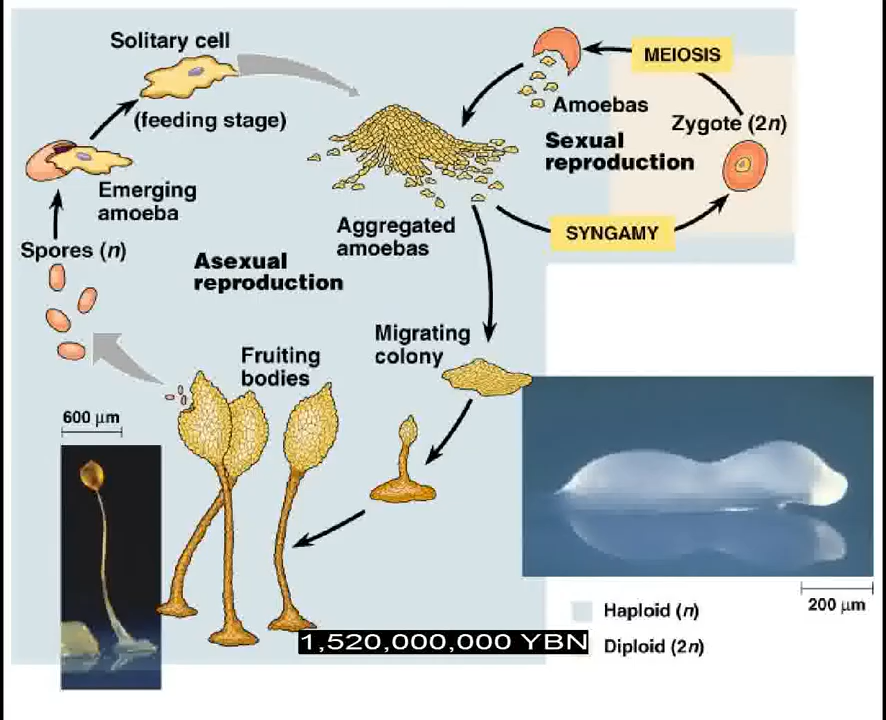 Solitary cell
(feeding stage)
Emerging
amoeba
Spores (n)
Asexual
reproduction
Fruiting
bodies
600 μm
Aggregated
amoebas
Migrating
colony
Amoebas
MEIOSIS
Zygote (2n)
Sexual
reproduction
SYNGAMY
200 μm
Haploid (n)
Diploid (2n)
1,520,000,000 YBN